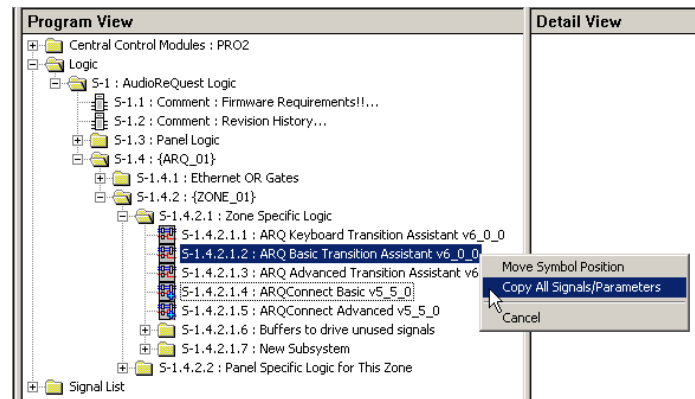 Program View
Detail View
Central Control Modules : PRO2
Logic
S-1 : AudioReQuest Logic
S-1.1 : Comment : Firmware Requirements!!...
S-1.2 : Comment : Revision History...
S-1.3 : Panel Logic
S-1.4 : {ARQ_01}
S-1.4.1 : Ethernet OR Gates
S-1.4.2 : {ZONE_01}
S-1.4.2.1 : Zone Specific Logic
S-1.4.2.1.1 : ARQ Keyboard Transition Assistant v6_0_0
S-1.4.2.1.2 : ARQ Basic Transition Assistant v6_0_0
S-1.4.2.1.3 : ARQ Advanced Transition Assistant v6
S-1.4.2.1.4 : ARQConnect Basic v5_5_0
S-1.4.2.1.5 : ARQConnect Advanced v5_5_0
S-1.4.2.1.6 : Buffers to drive unused signals
S-1.4.2.1.7 : New Subsystem
S-1.4.2.2 : Panel Specific Logic for This Zone
Signal List
Move Symbol Position
Copy All Signals/Parameters
Cancel